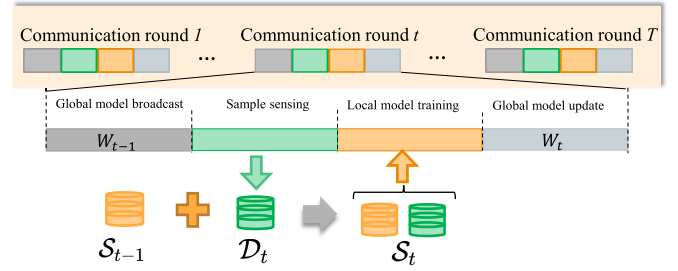 Communication round 1 ... Communication round t ... Communication round T
Global model broadcast Sample sensing Local model training Global model update
W_{t-1} W_t
S_{t-1} D_t S_t